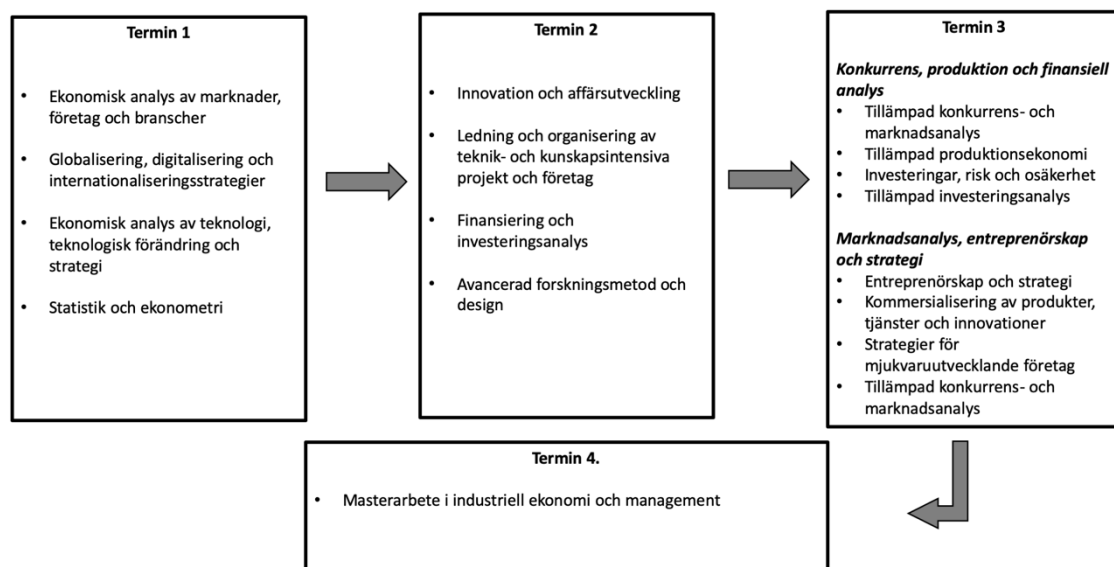 Termin 1
• Ekonomisk analys av marknader,
företag och branscher
• Globalisering, digitalisering och
internationaliseringsstrategier
• Ekonomisk analys av teknologi,
teknologisk förändring och
strategi
• Statistik och ekonometri
Termin 2
• Innovation och affärsutveckling
• Ledning och organisering av
teknik- och kunskapsintensiva
projekt och företag
• Finansiering och
investeringsanalys
• Avancerad forskningsmetod och
design
Termin 3
Konkurrens, produktion och finansiell
analys
• Tillämpad konkurrens- och
marknadsanalys
• Tillämpad produktionsekonomi
• Investeringar, risk och osäkerhet
• Tillämpad investeringsanalys
Marknadsanalys, entreprenörskap
och strategi
• Entreprenörskap och strategi
• Kommersialisering av produkter,
tjänster och innovationer
• Strategier för
mjukvaruutvecklande företag
• Tillämpad konkurrens- och
marknadsanalys
Termin 4.
• Masterarbete i industriell ekonomi och management